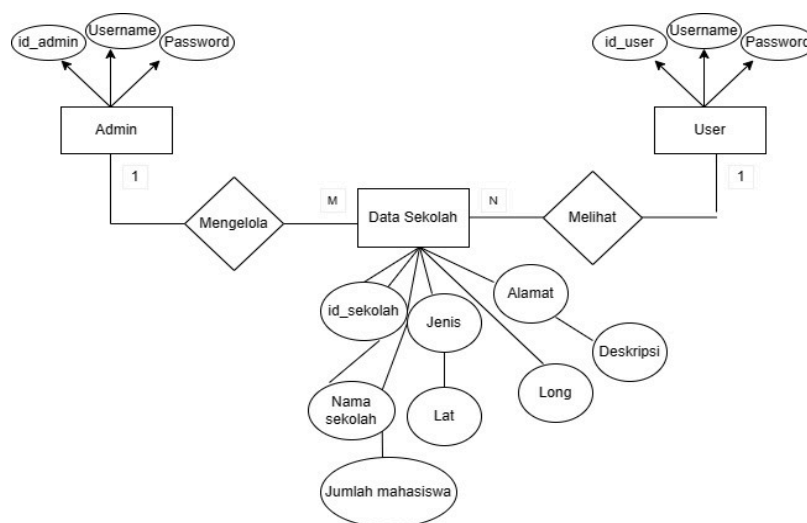 id_admin
Username
Password
id_user
Username
Password
Admin
User
1
1
Mengelola
M
Data Sekolah
N
Melihat
id_sekolah
Jenis
Alamat
Deskripsi
Nama
sekolah
Lat
Long
Jumlah mahasiswa